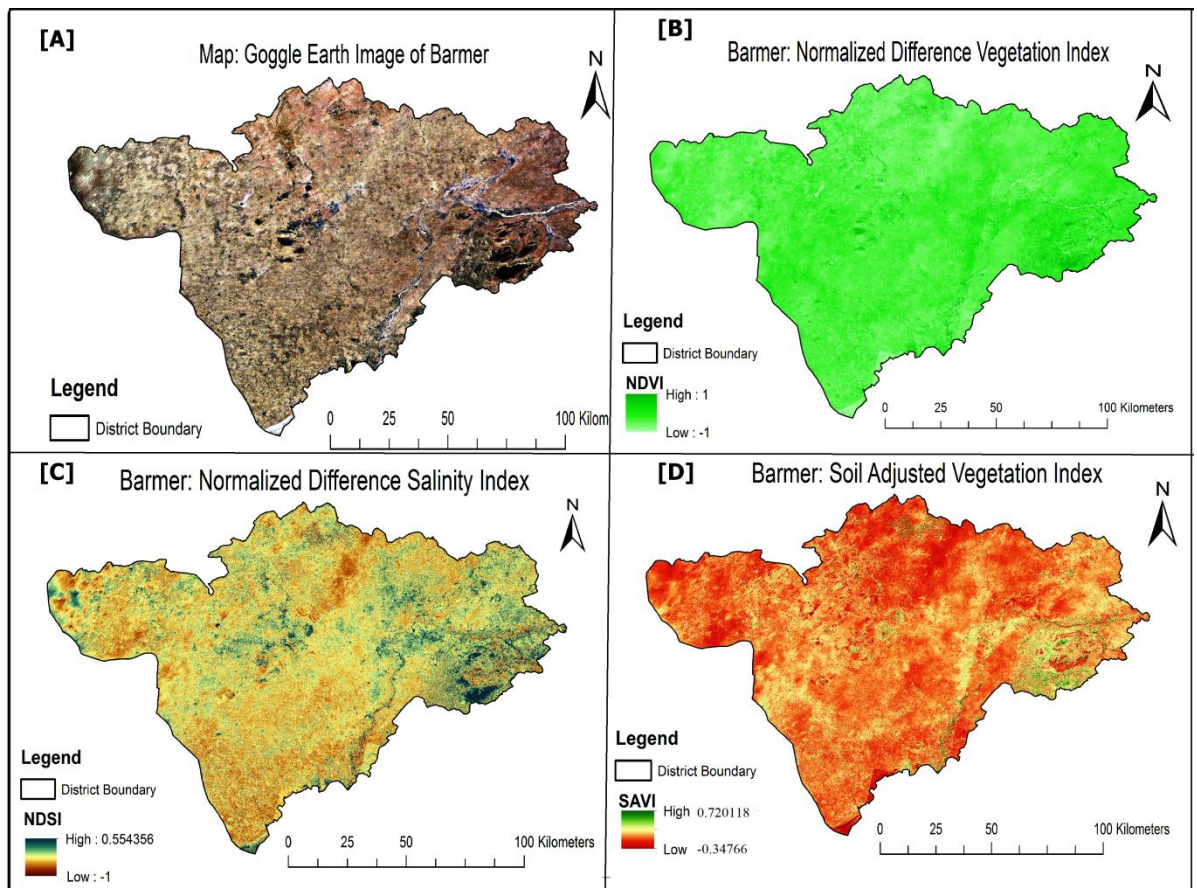 [A]
Map: Goggle Earth Image of Barmer
N
Legend
District Boundary
0 25 50 100 Kilom
[B]
Barmer: Normalized Difference Vegetation Index
N
Legend
District Boundary
NDVI
High : 1
Low : -1
0 25 50 100 Kilometers
[C]
Barmer: Normalized Difference Salinity Index
N
Legend
District Boundary
NDSI
High : 0.554356
Low : -1
0 25 50 100 Kilometers
[D]
Barmer: Soil Adjusted Vegetation Index
N
Legend
District Boundary
SAVI
High 0.720118
Low -0.34766
0 25 50 100 Kilometers